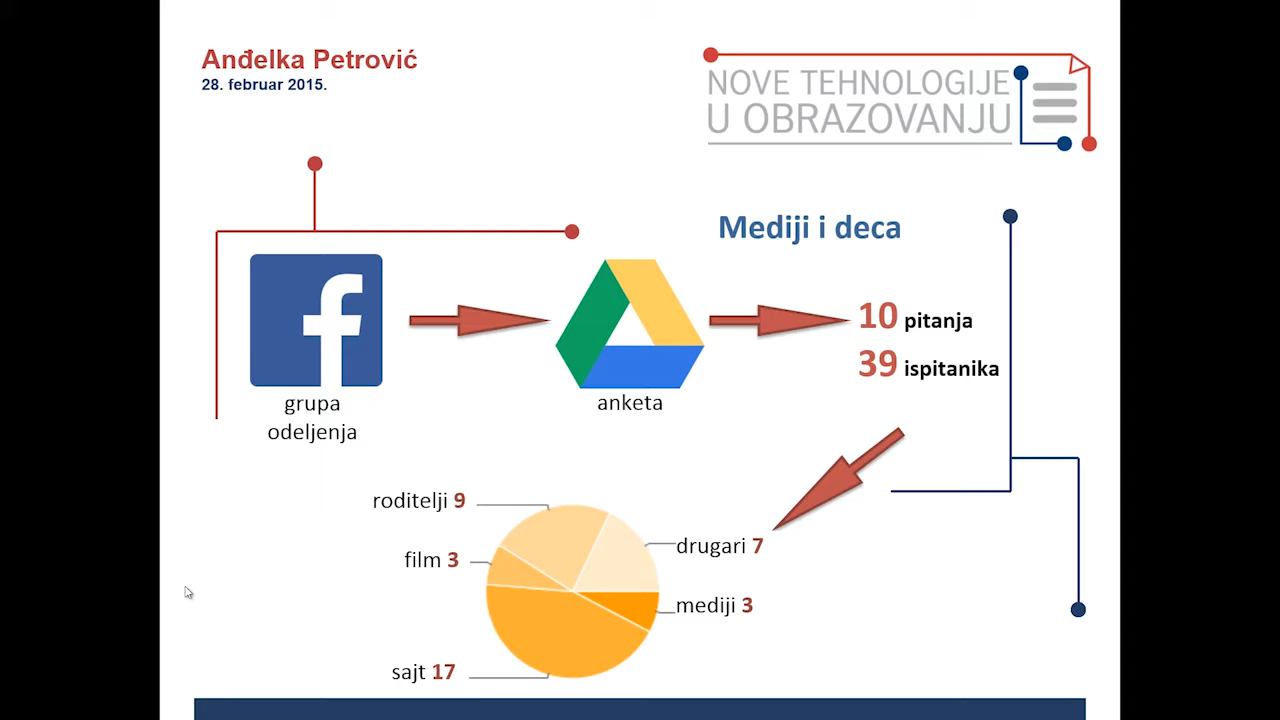 Anđelka Petrović
28. februar 2015.
NOVE TEHNOLOGIJE
U OBRAZOVANJU
Mediji i deca
10 pitanja
39 ispitanika
grupa
odeljenja
anketa
roditelji 9
drugari 7
film 3
mediji 3
sajt 17